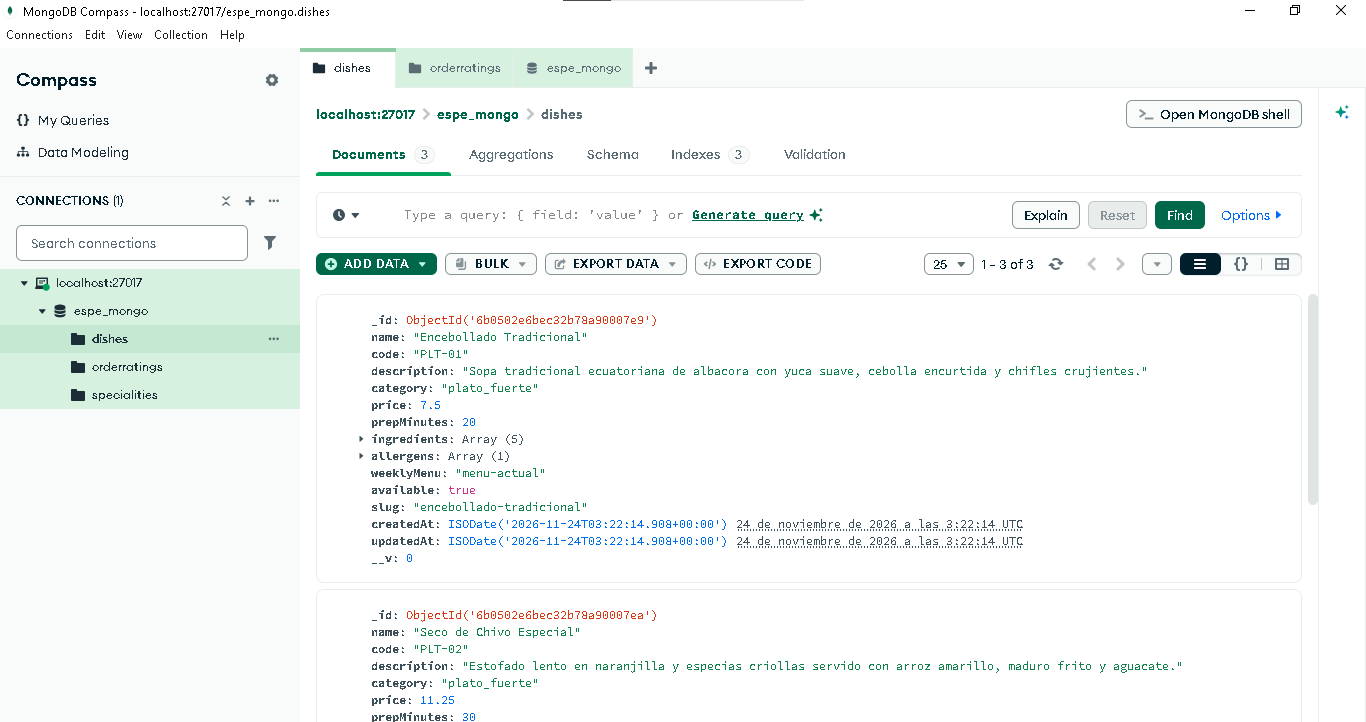 MongoDB Compass - localhost:27017/espe_mongo.dishes
Connections Edit View Collection Help
Compass
My Queries
Data Modeling
CONNECTIONS (1)
Search connections
localhost:27017
espe_mongo
dishes
orderratings
specialities
dishes orderratings espe_mongo
localhost:27017 > espe_mongo > dishes
>_ Open MongoDB shell
Documents 3 Aggregations Schema Indexes 3 Validation
Type a query: { field: 'value' } or Generate query
Explain Reset Find Options
ADD DATA BULK EXPORT DATA EXPORT CODE
25 1 - 3 of 3
_id: ObjectId('6b0502e6bec32b78a90007e9')
name: "Encebollado Tradicional"
code: "PLT-01"
description: "Sopa tradicional ecuatoriana de albacora con yuca suave, cebolla encurtida y chifles crujientes."
category: "plato_fuerte"
price: 7.5
prepMinutes: 20
ingredients: Array (5)
allergens: Array (1)
weeklyMenu: "menu-actual"
available: true
slug: "encebollado-tradicional"
createdAt: ISODate('2026-11-24T03:22:14.908+00:00') 24 de noviembre de 2026 a las 3:22:14 UTC
updatedAt: ISODate('2026-11-24T03:22:14.908+00:00') 24 de noviembre de 2026 a las 3:22:14 UTC
__v: 0
_id: ObjectId('6b0502e6bec32b78a90007ea')
name: "Seco de Chivo Especial"
code: "PLT-02"
description: "Estofado lento en naranjilla y especias criollas servido con arroz amarillo, maduro frito y aguacate."
category: "plato_fuerte"
price: 11.25
prepMinutes: 30